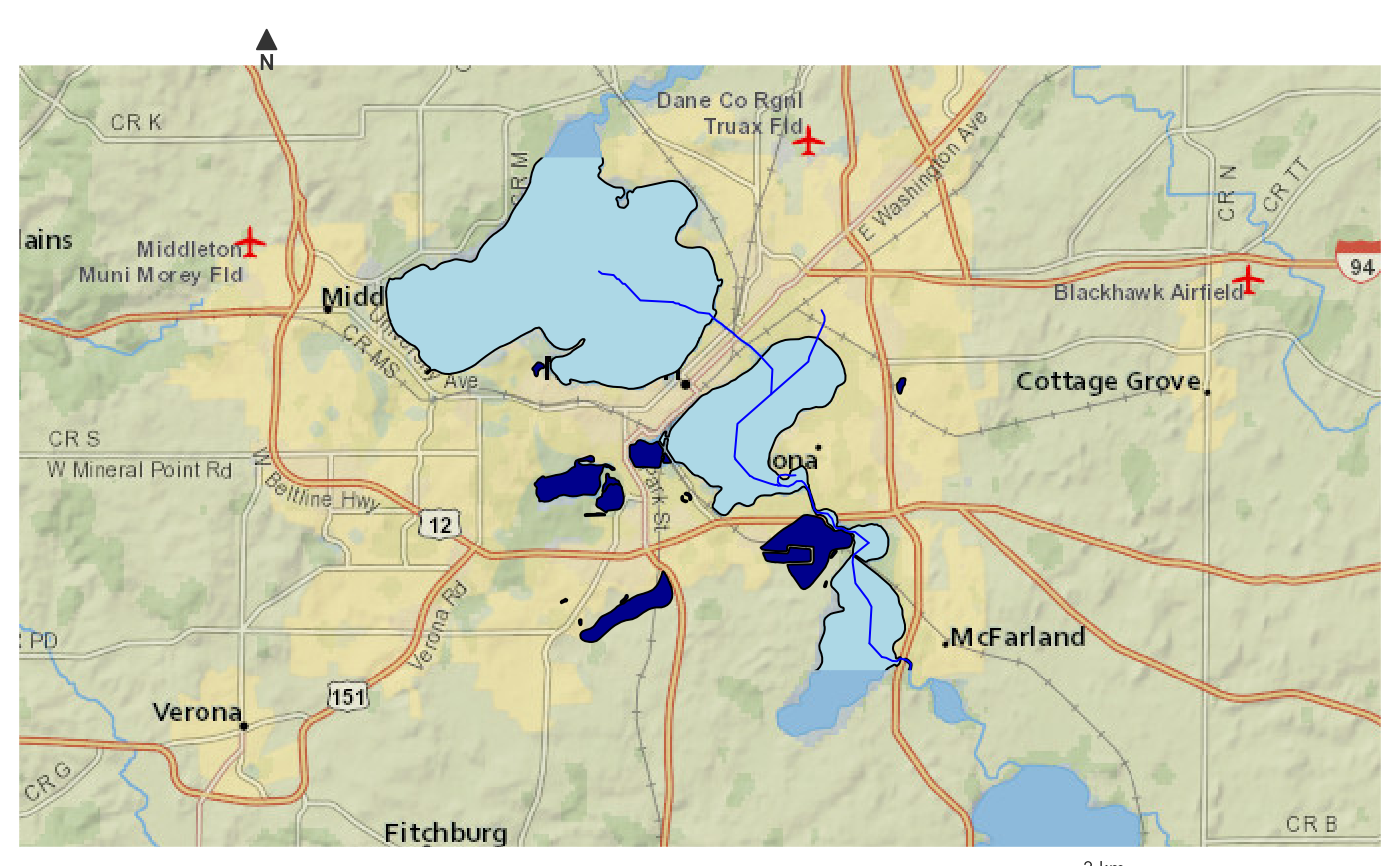 N
CR K
CR M
Dane Co Rgnl
Truax Fld
E Washington Ave
CR N
CR TT
lains
Middleton
Muni Morey Fld
94
Blackhawk Airfield
Midd
CR MS
Ave
Cottage Grove
CR S
W Mineral Point Rd
W Beltline Hwy
ona
Park St
12
Verona Rd
PD
McFarland
151
Verona
CR G
Fitchburg
CR B